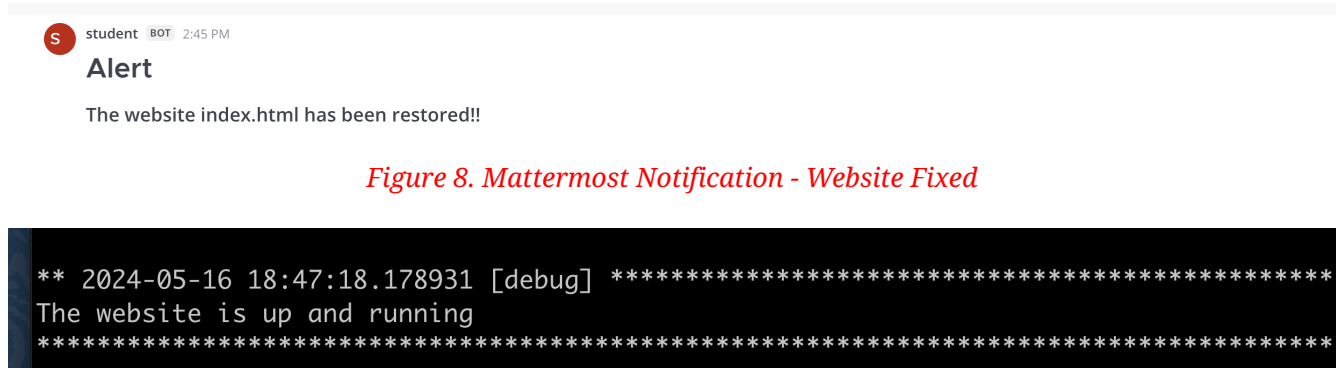 S student BOT 2:45 PM
Alert
The website index.html has been restored!!
Figure 8. Mattermost Notification - Website Fixed
** 2024-05-16 18:47:18.178931 [debug] ************************************************
The website is up and running
**************************************************************************************